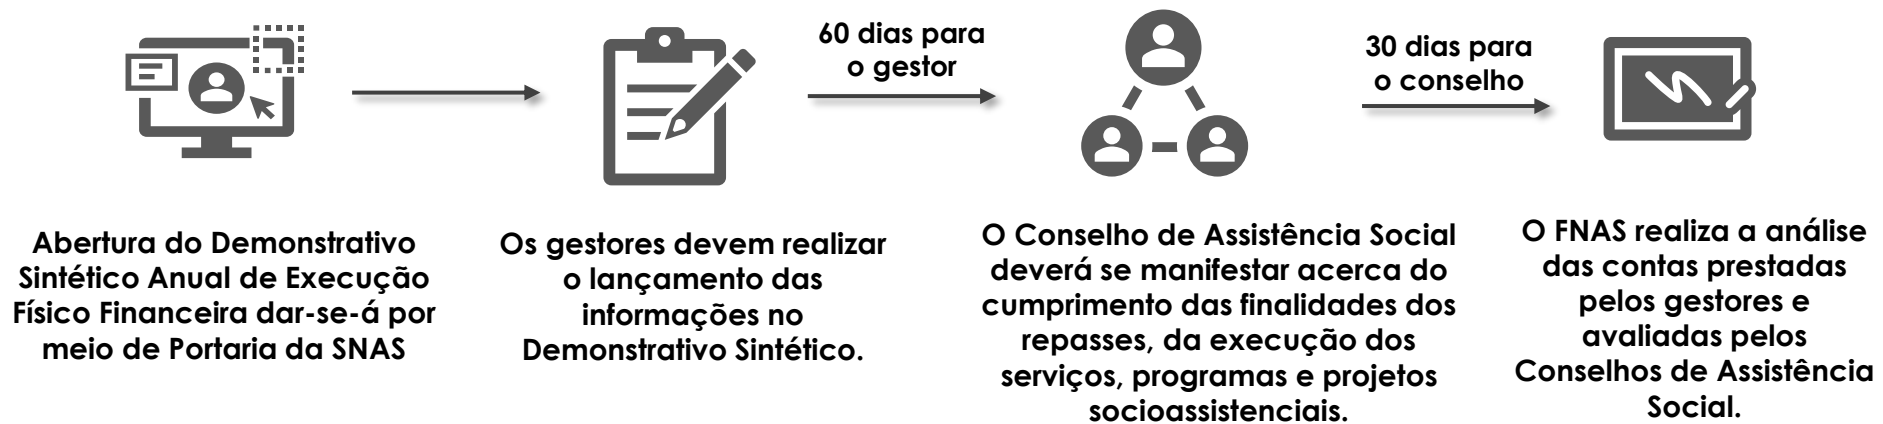 60 dias para
o gestor
30 dias para
o conselho
Abertura do Demonstrativo
Sintético Anual de Execução
Físico Financeira dar-se-á por
meio de Portaria da SNAS
Os gestores devem realizar
o lançamento das
informações no
Demonstrativo Sintético.
O Conselho de Assistência Social
deverá se manifestar acerca do
cumprimento das finalidades dos
repasses, da execução dos
serviços, programas e projetos
socioassistenciais.
O FNAS realiza a análise
das contas prestadas
pelos gestores e
avaliadas pelos
Conselhos de Assistência
Social.